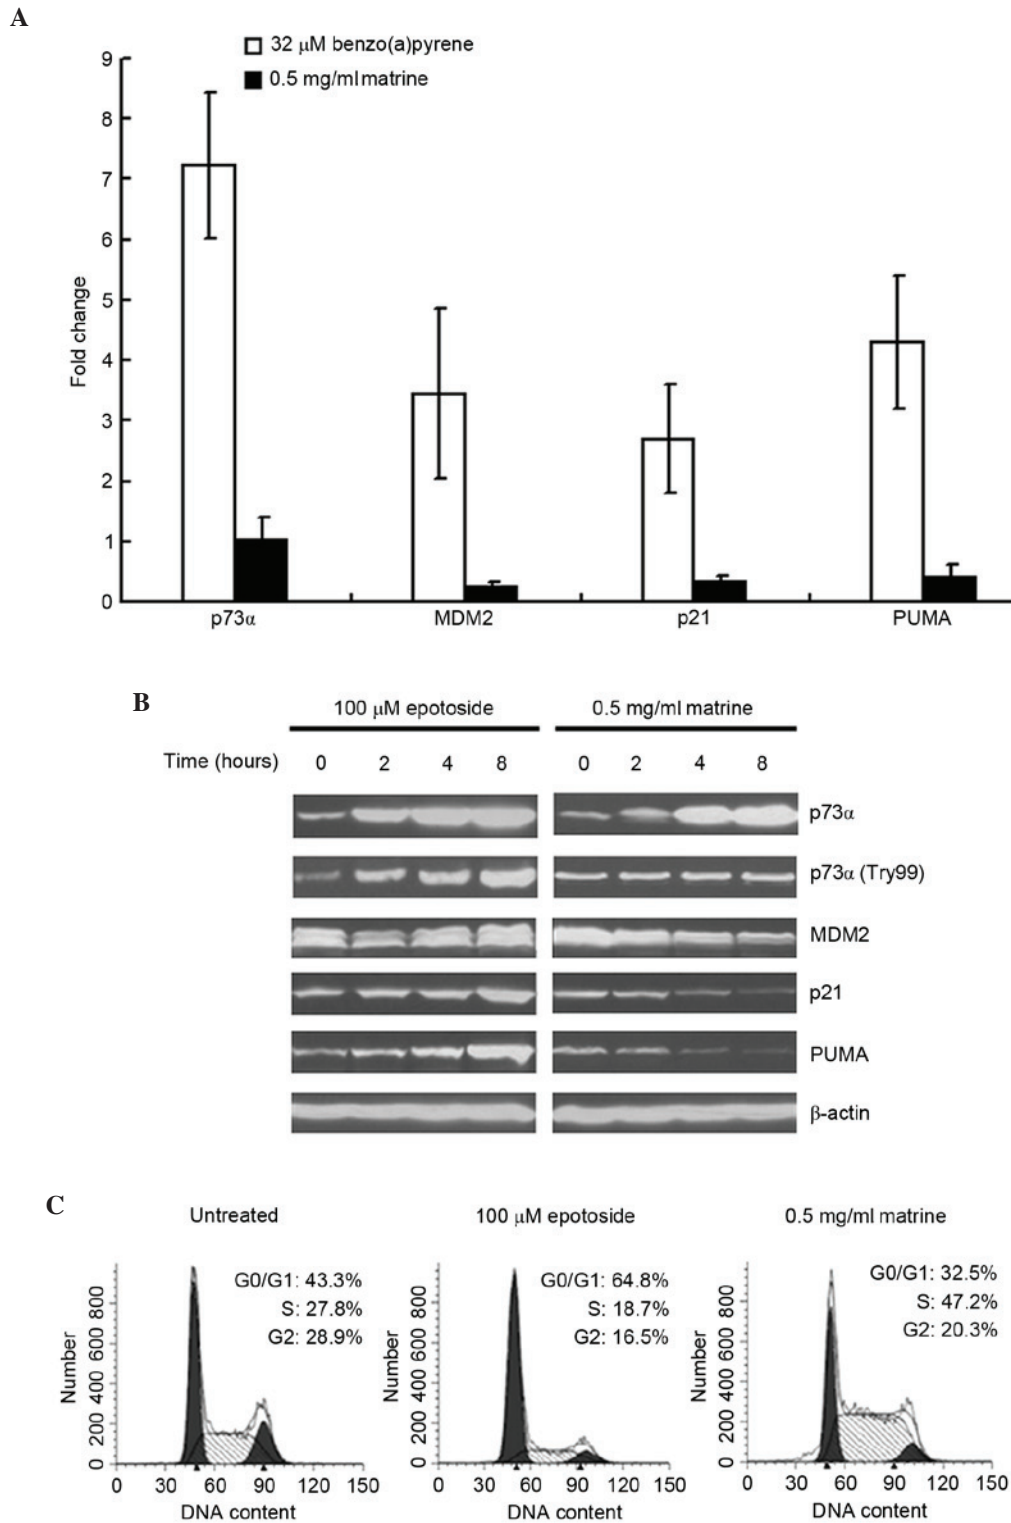 A
32 μM benzo(a)pyrene
0.5 mg/ml matrine
9
8
7
6
5
4
3
2
1
0
Fold change
p73α
MDM2
p21
PUMA
B
100 μM epotoside
0.5 mg/ml matrine
Time (hours)
0
2
4
8
0
2
4
8
p73α
p73α (Try99)
MDM2
p21
PUMA
β-actin
C
Untreated
G0/G1: 43.3%
S: 27.8%
G2: 28.9%
Number
0 200 400 600 800
0 30 60 90 120 150
DNA content
100 μM epotoside
G0/G1: 64.8%
S: 18.7%
G2: 16.5%
Number
0 200 400 600 800
0 30 60 90 120 150
DNA content
0.5 mg/ml matrine
G0/G1: 32.5%
S: 47.2%
G2: 20.3%
Number
0 200 400 600 800
0 30 60 90 120 150
DNA content